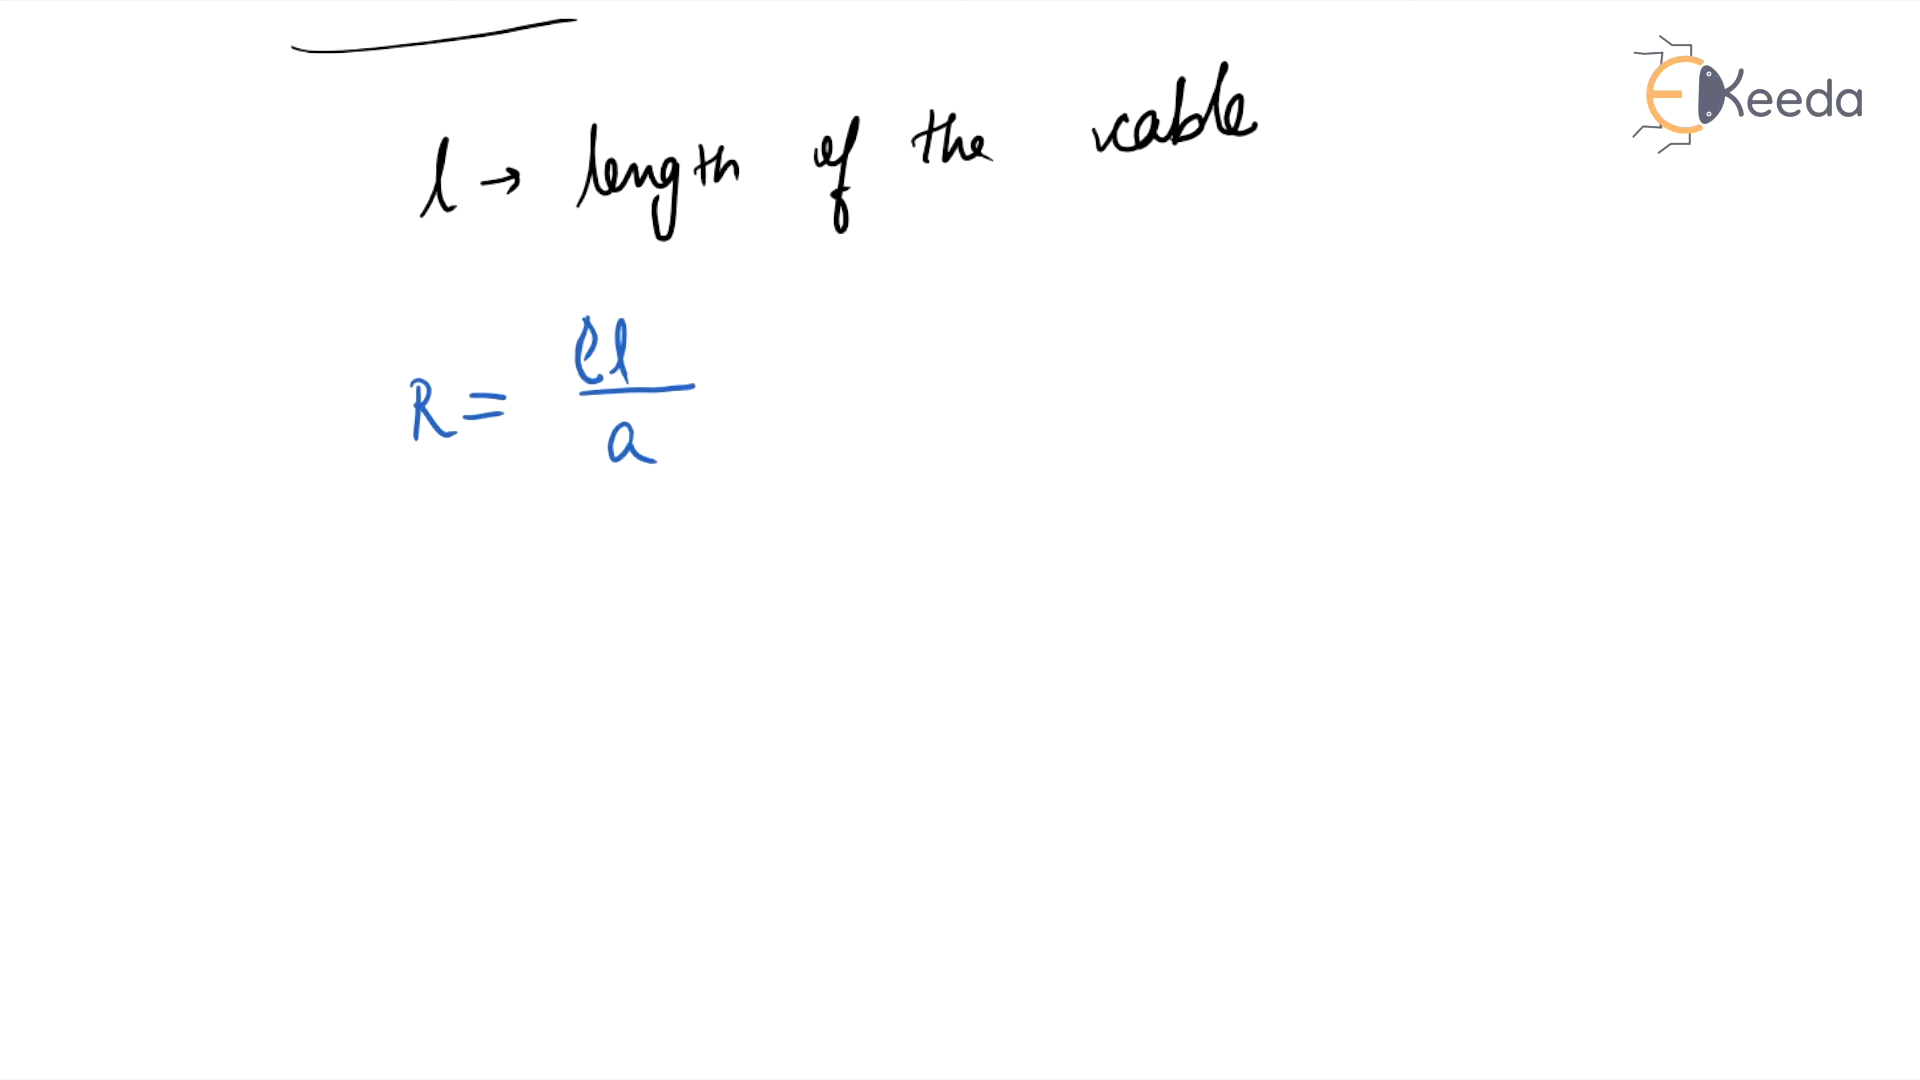 EKeeda
l → length of the cable
R = ρl / a